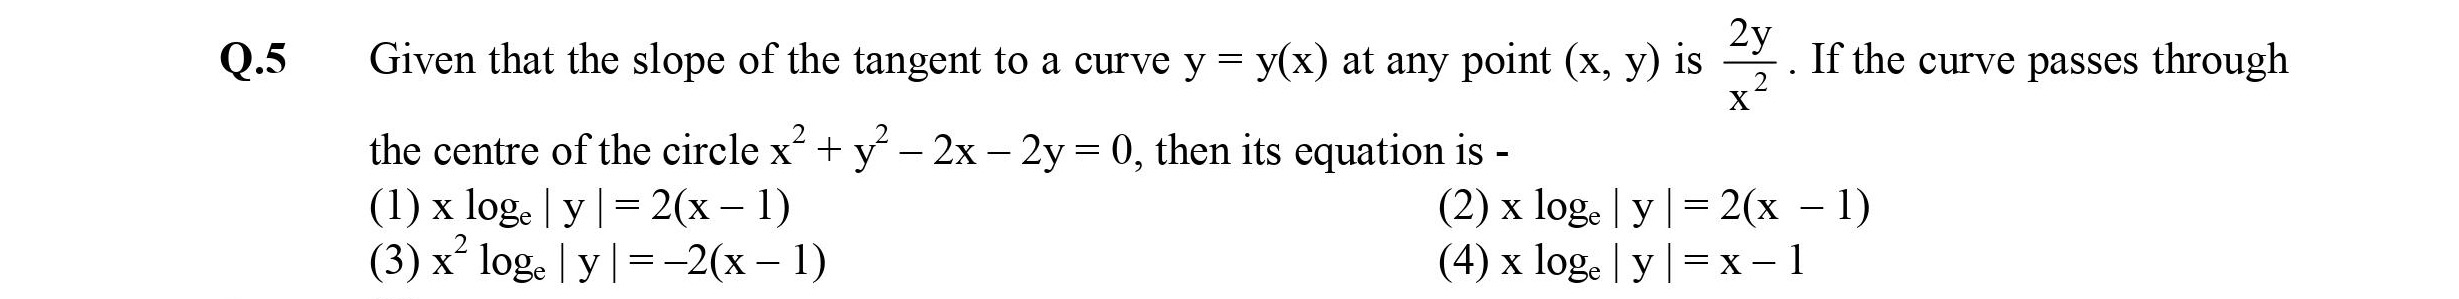 Q.5 Given that the slope of the tangent to a curve y = y(x) at any point (x, y) is 2y/x². If the curve passes through
the centre of the circle x² + y² – 2x – 2y = 0, then its equation is -
(1) x logₑ | y | = 2(x – 1) (2) x logₑ | y | = 2(x – 1)
(3) x² logₑ | y | = –2(x – 1) (4) x logₑ | y | = x – 1